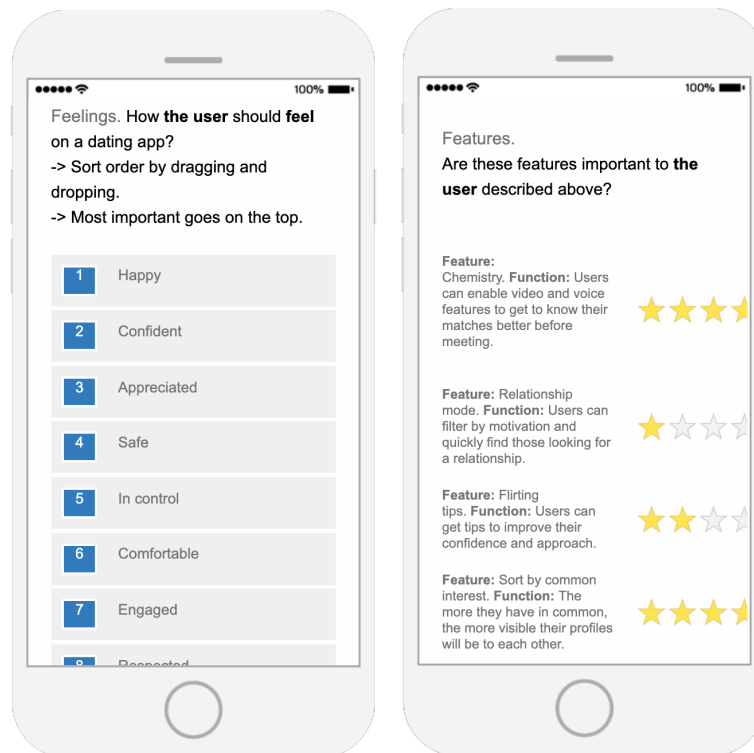 100%
Feelings. How the user should feel
on a dating app?
-> Sort order by dragging and
dropping.
-> Most important goes on the top.
1 Happy
2 Confident
3 Appreciated
4 Safe
5 In control
6 Comfortable
7 Engaged
8 Respected
100%
Features.
Are these features important to the
user described above?
Feature:
Chemistry. Function: Users
can enable video and voice
features to get to know their
matches better before
meeting.
Feature: Relationship
mode. Function: Users can
filter by motivation and
quickly find those looking for
a relationship.
Feature: Flirting
tips. Function: Users can
get tips to improve their
confidence and approach.
Feature: Sort by common
interest. Function: The
more they have in common,
the more visible their profiles
will be to each other.